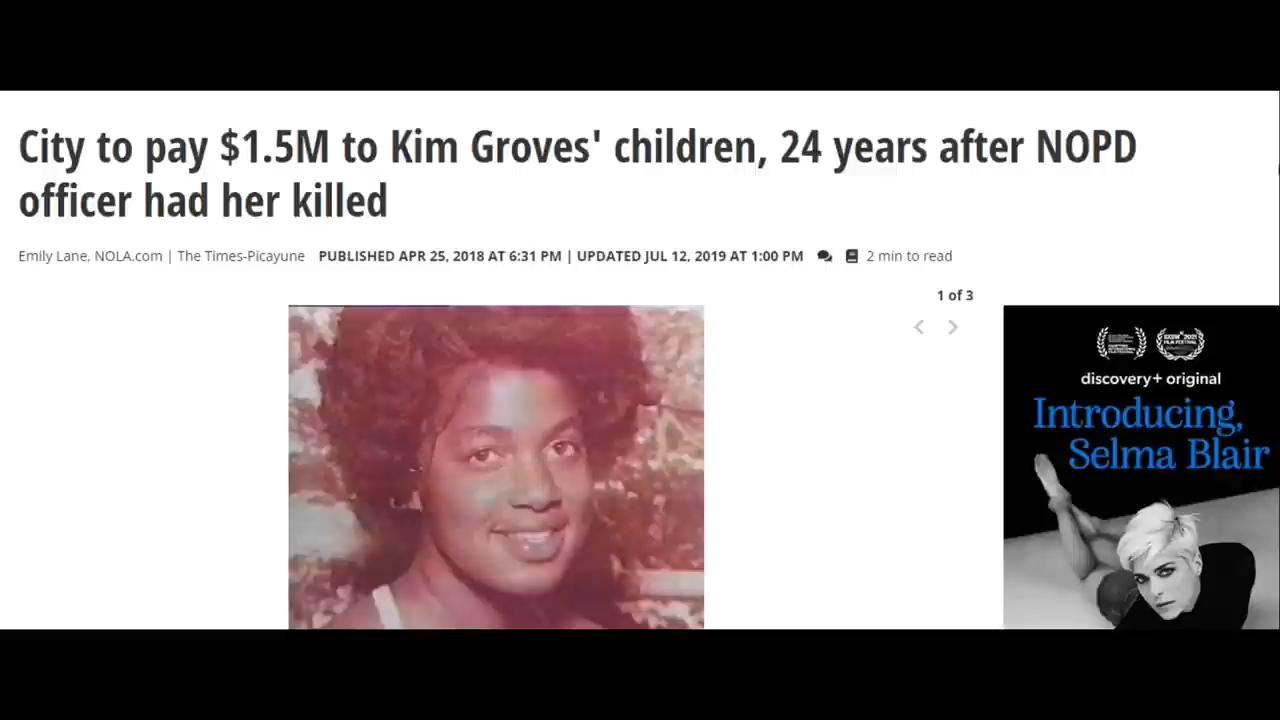 City to pay $1.5M to Kim Groves' children, 24 years after NOPD
officer had her killed
Emily Lane, NOLA.com | The Times-Picayune PUBLISHED APR 25, 2018 AT 6:31 PM | UPDATED JUL 12, 2019 AT 1:00 PM 2 min to read
1 of 3
discovery+ original
Introducing,
Selma Blair